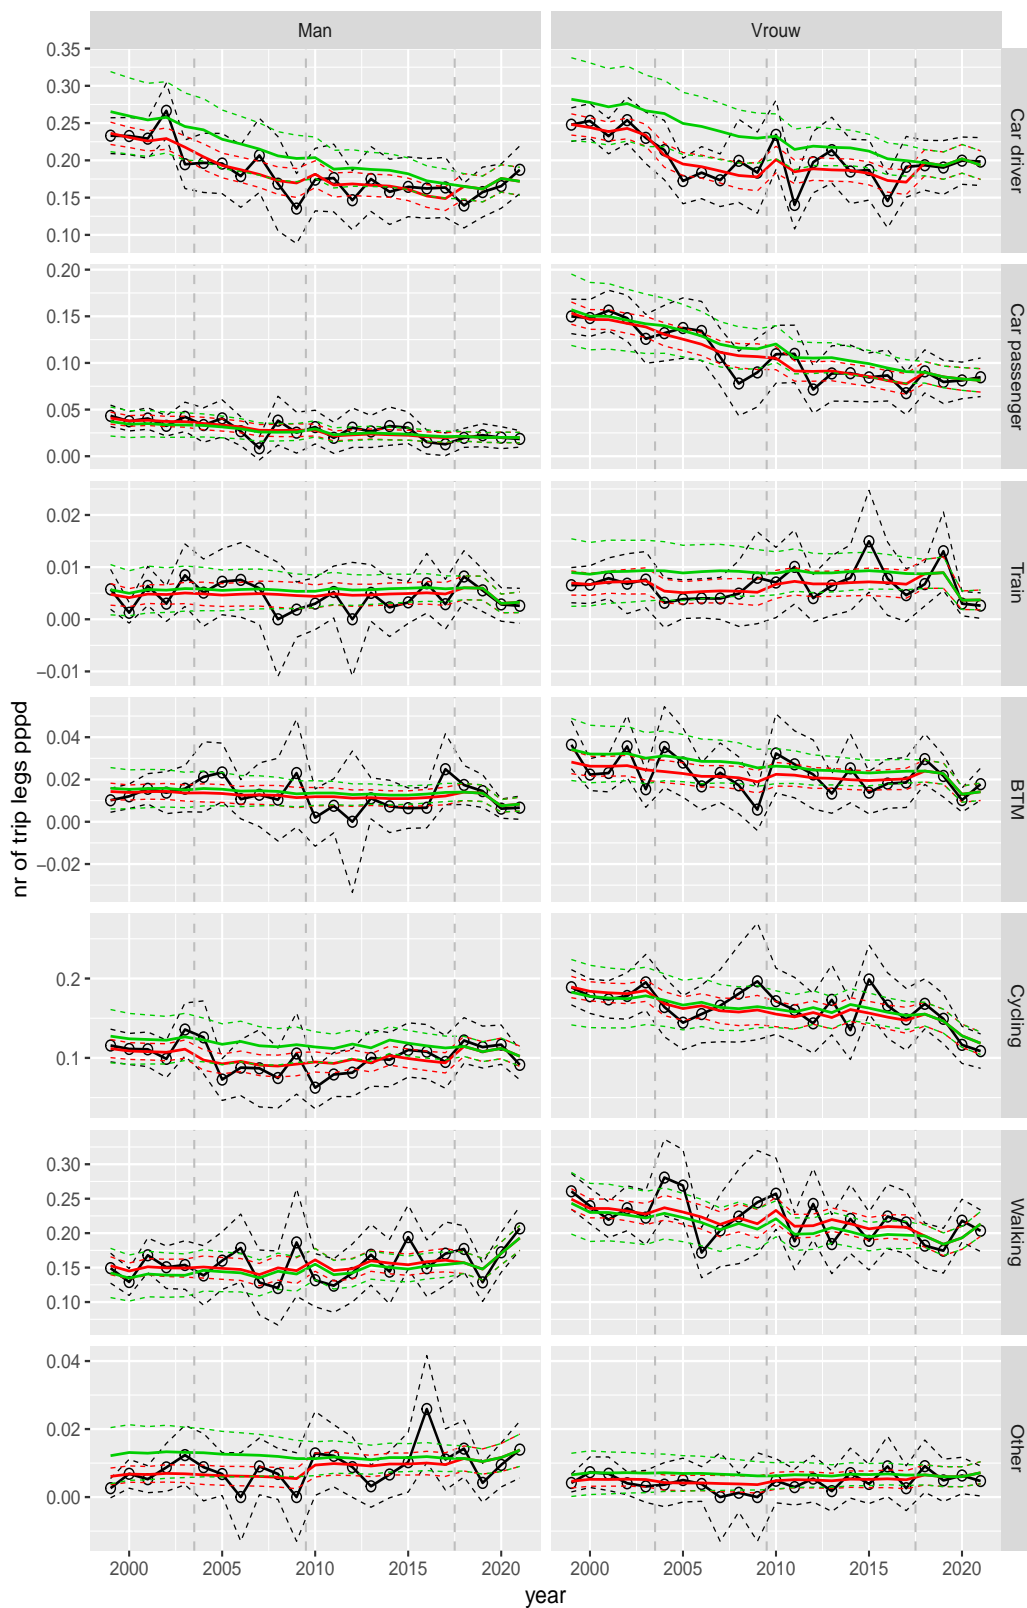 Man Vrouw
0.35
0.30
0.25
0.20
0.15
0.10
Car driver
0.20
0.15
0.10
0.05
0.00
Car passenger
0.02
0.01
0.00
−0.01
Train
0.04
0.02
0.00
−0.02
BTM
0.2
0.1
Cycling
0.30
0.25
0.20
0.15
0.10
Walking
0.04
0.02
0.00
Other
nr of trip legs pppd
2000 2005 2010 2015 2020 2000 2005 2010 2015 2020
year